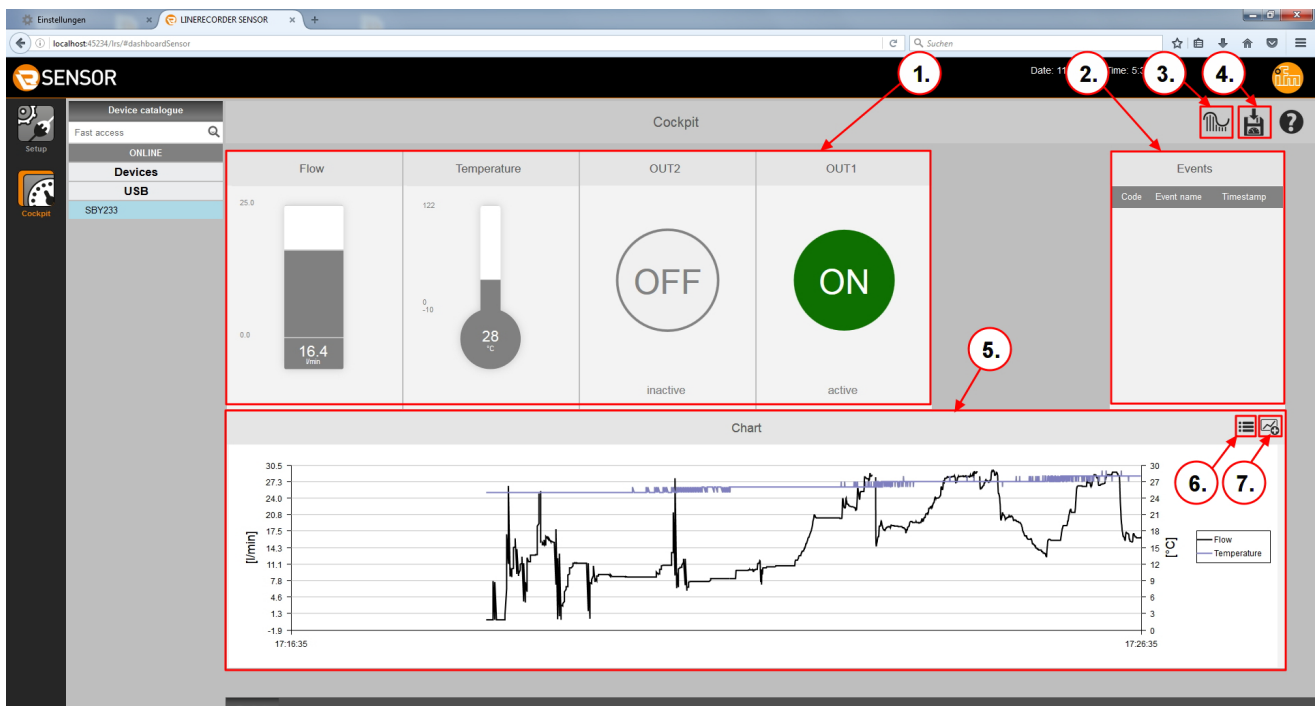 Einstellungen × LINERECORDER SENSOR × +
localhost:45234/lrs/#dashboardSensor Suchen
SENSOR
Date: 11 Time: 5:3
1. 2. 3. 4.
ifm
Setup
Cockpit
Device catalogue
Fast access
ONLINE
Devices
USB
SBY233
Cockpit
Flow Temperature OUT2 OUT1
25.0
0.0
16.4
l/min
122
0
-10
28
°C
OFF
inactive
ON
active
Events
Code Event name Timestamp
5.
Chart
6. 7.
[l/min]
30.5
27.3
24.0
20.8
17.5
14.3
11.1
7.8
4.6
1.3
-1.9
17:16:35 17:26:35
30
27
24
21
18
15
12
9
6
3
0
[°C]
Flow
Temperature